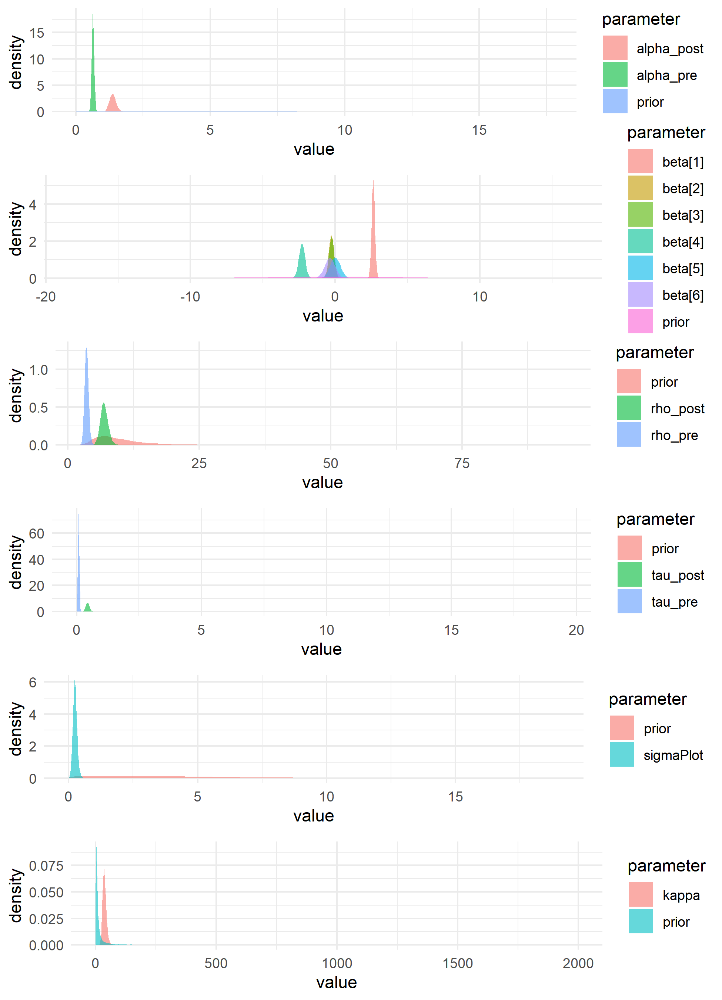 density
15
10
5
0
0 5 10 15
value
parameter
alpha_post
alpha_pre
prior
density
4
2
0
-20 -10 0 10
value
parameter
beta[1]
beta[2]
beta[3]
beta[4]
beta[5]
beta[6]
prior
density
1.0
0.5
0.0
0 25 50 75
value
parameter
prior
rho_post
rho_pre
density
60
40
20
0
0 5 10 15 20
value
parameter
prior
tau_post
tau_pre
density
6
4
2
0
0 5 10 15
value
parameter
prior
sigmaPlot
density
0.075
0.050
0.025
0.000
0 500 1000 1500 2000
value
parameter
kappa
prior